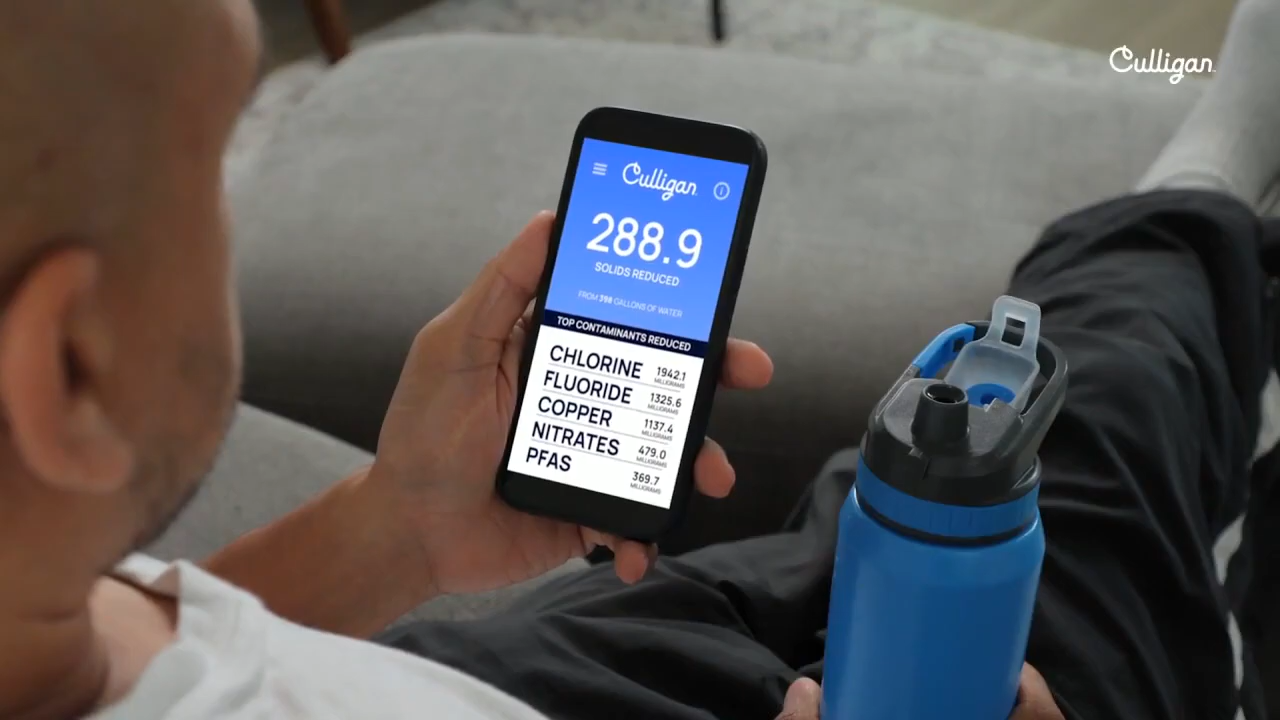 Culligan
Culligan
288.9
SOLIDS REDUCED
FROM 398 GALLONS OF WATER
TOP CONTAMINANTS REDUCED
CHLORINE 1942.1
MILLIGRAMS
FLUORIDE 1325.6
MILLIGRAMS
COPPER 1137.4
MILLIGRAMS
NITRATES 479.0
MILLIGRAMS
PFAS 369.7
MILLIGRAMS